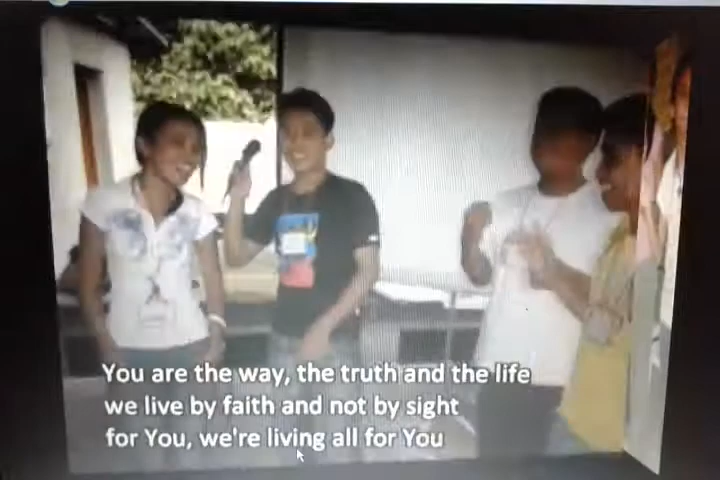 You are the way, the truth and the life
we live by faith and not by sight
for You, we're living all for You